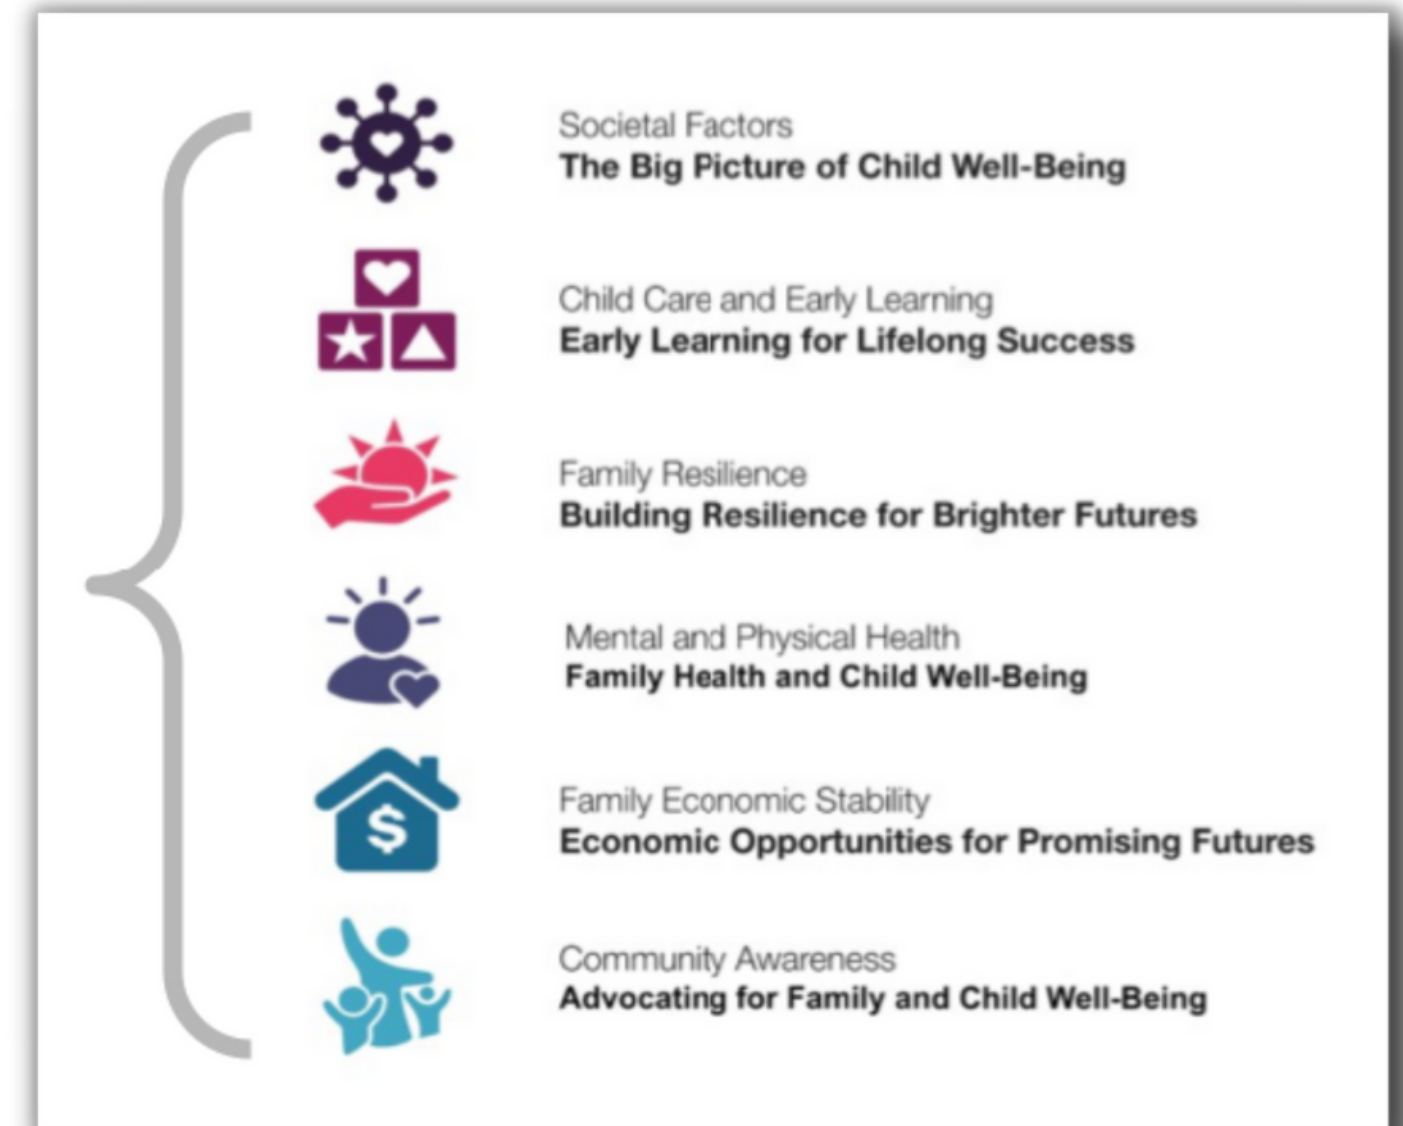 Societal Factors
The Big Picture of Child Well-Being
Child Care and Early Learning
Early Learning for Lifelong Success
Family Resilience
Building Resilience for Brighter Futures
Mental and Physical Health
Family Health and Child Well-Being
$
Family Economic Stability
Economic Opportunities for Promising Futures
Community Awareness
Advocating for Family and Child Well-Being